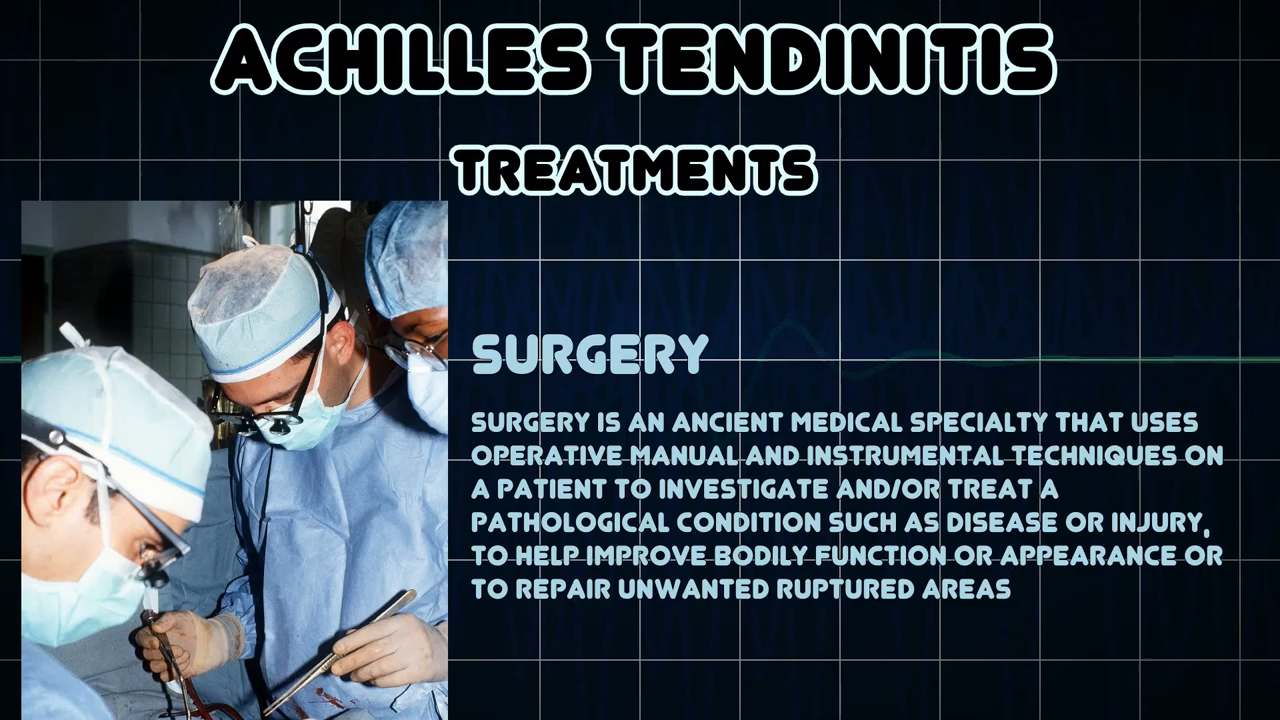 ACHILLES TENDINITIS
TREATMENTS
SURGERY
SURGERY IS AN ANCIENT MEDICAL SPECIALTY THAT USES
OPERATIVE MANUAL AND INSTRUMENTAL TECHNIQUES ON
A PATIENT TO INVESTIGATE AND/OR TREAT A
PATHOLOGICAL CONDITION SUCH AS DISEASE OR INJURY,
TO HELP IMPROVE BODILY FUNCTION OR APPEARANCE OR
TO REPAIR UNWANTED RUPTURED AREAS